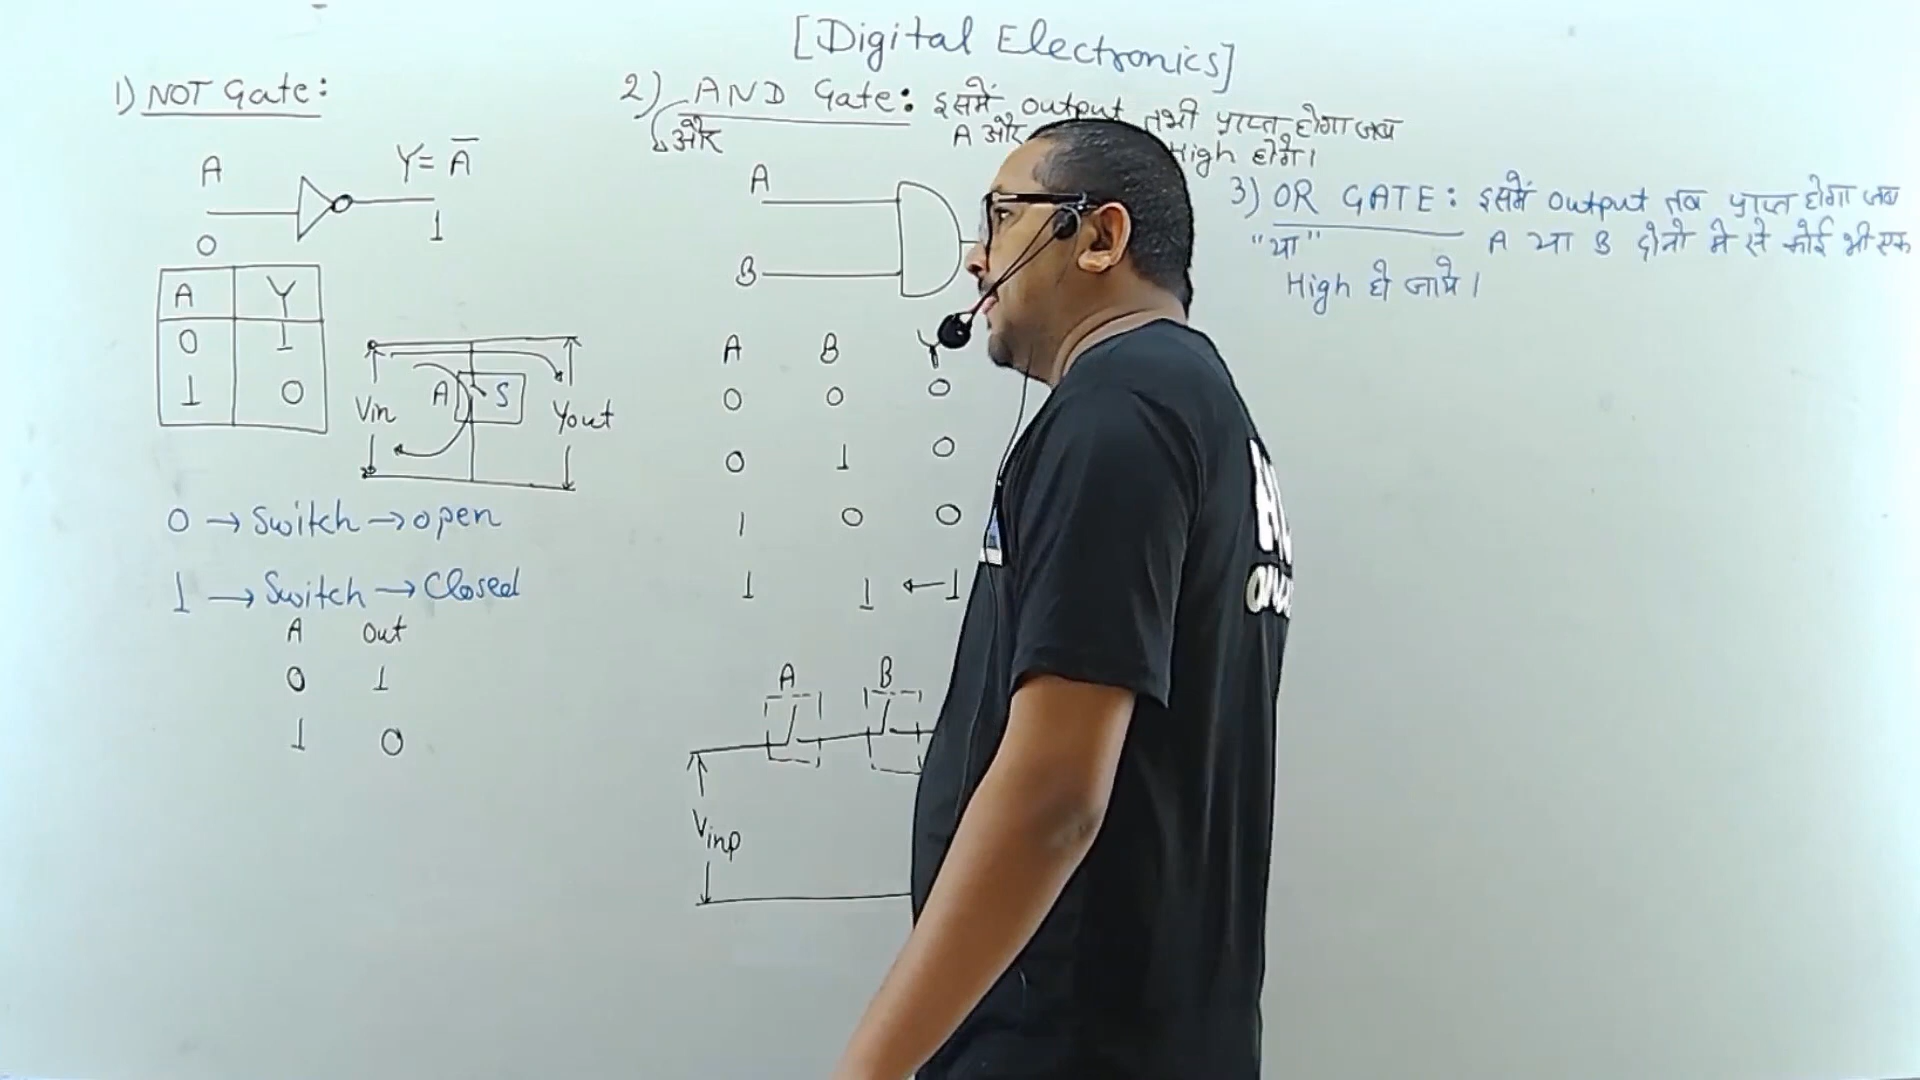 [Digital Electronics]
1) NOT Gate:
A
Y = A̅
0
1
A Y
0 1
1 0
Vin
A
S
Yout
0 → Switch → open
1 → Switch → Closed
A Out
0 1
1 0
2) AND Gate: इसमें output तभी प्राप्त होगा जब
और
A और
High होंगे।
A
B
A B Y
0 0 0
0 1 0
1 0 0
1 1 ← 1
A B
Vinp
3) OR GATE: इसमें output तब प्राप्त होगा जब
"या"
A या B दोनो मे से कोई भी एक
High हो जाये।